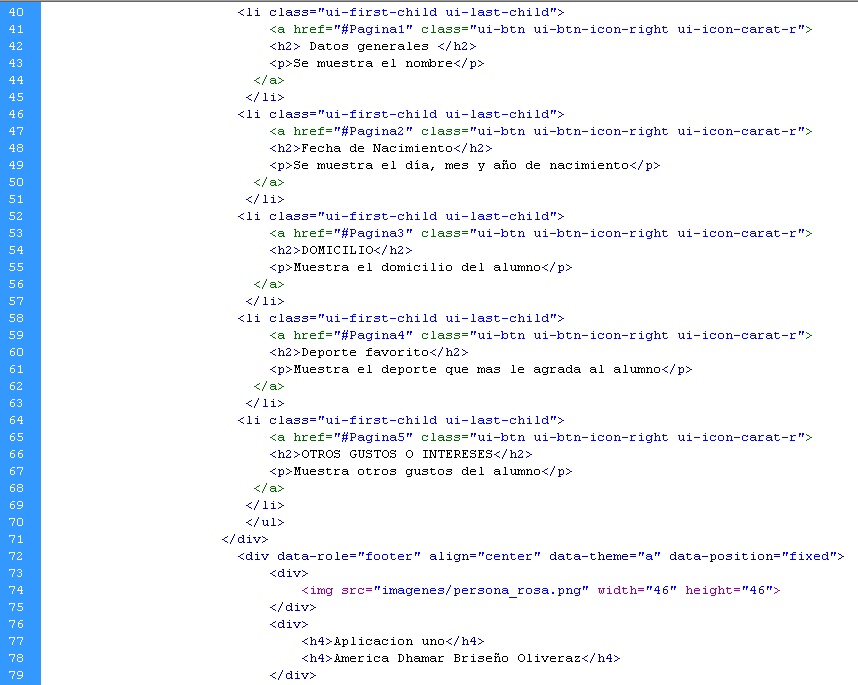 40 <li class="ui-first-child ui-last-child">
41 <a href="#Pagina1" class="ui-btn ui-btn-icon-right ui-icon-carat-r">
42 <h2> Datos generales </h2>
43 <p>Se muestra el nombre</p>
44 </a>
45 </li>
46 <li class="ui-first-child ui-last-child">
47 <a href="#Pagina2" class="ui-btn ui-btn-icon-right ui-icon-carat-r">
48 <h2>Fecha de Nacimiento</h2>
49 <p>Se muestra el día, mes y año de nacimiento</p>
50 </a>
51 </li>
52 <li class="ui-first-child ui-last-child">
53 <a href="#Pagina3" class="ui-btn ui-btn-icon-right ui-icon-carat-r">
54 <h2>DOMICILIO</h2>
55 <p>Muestra el domicilio del alumno</p>
56 </a>
57 </li>
58 <li class="ui-first-child ui-last-child">
59 <a href="#Pagina4" class="ui-btn ui-btn-icon-right ui-icon-carat-r">
60 <h2>Deporte favorito</h2>
61 <p>Muestra el deporte que mas le agrada al alumno</p>
62 </a>
63 </li>
64 <li class="ui-first-child ui-last-child">
65 <a href="#Pagina5" class="ui-btn ui-btn-icon-right ui-icon-carat-r">
66 <h2>OTROS GUSTOS O INTERESES</h2>
67 <p>Muestra otros gustos del alumno</p>
68 </a>
69 </li>
70 </ul>
71 </div>
72 <div data-role="footer" align="center" data-theme="a" data-position="fixed">
73 <div>
74 <img src="imagenes/persona_rosa.png" width="46" height="46">
75 </div>
76 <div>
77 <h4>Aplicacion uno</h4>
78 <h4>America Dhamar Briseño Oliveraz</h4>
79 </div>